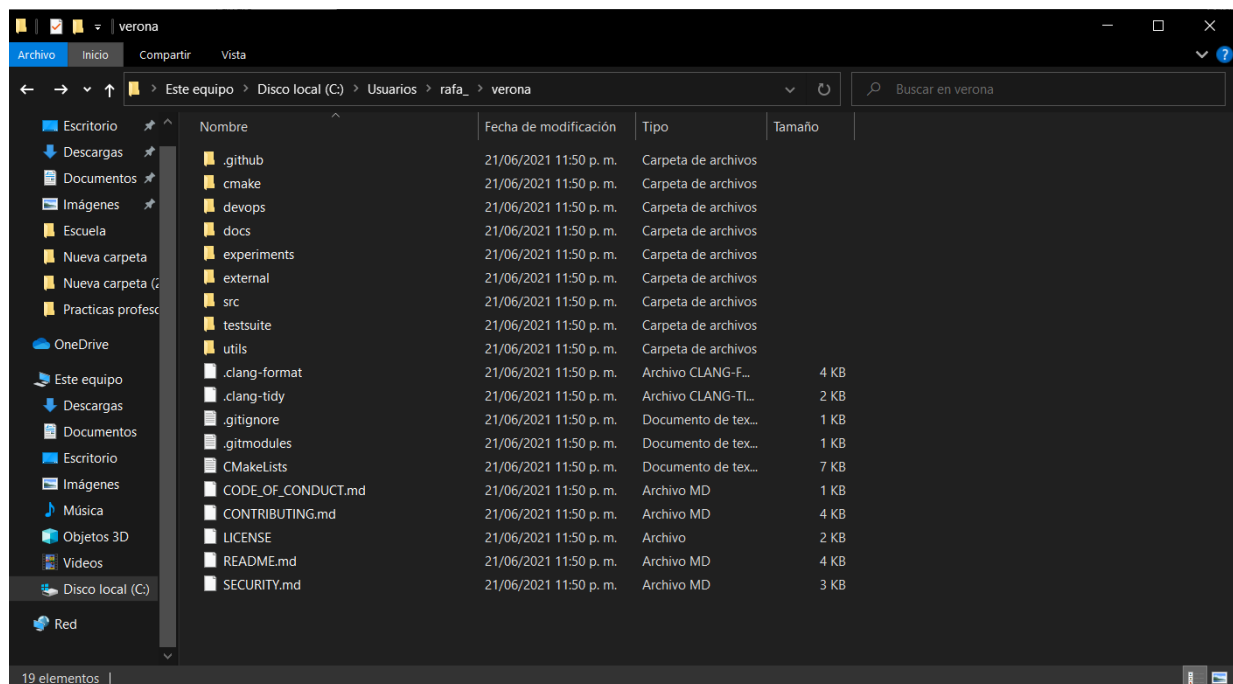 verona
Archivo Inicio Compartir Vista
Este equipo > Disco local (C:) > Usuarios > rafa_ > verona
Buscar en verona
Escritorio
Descargas
Documentos
Imágenes
Escuela
Nueva carpeta
Nueva carpeta (2
Practicas profesc
OneDrive
Este equipo
Descargas
Documentos
Escritorio
Imágenes
Música
Objetos 3D
Videos
Disco local (C:)
Red
Nombre Fecha de modificación Tipo Tamaño
.github 21/06/2021 11:50 p. m. Carpeta de archivos
cmake 21/06/2021 11:50 p. m. Carpeta de archivos
devops 21/06/2021 11:50 p. m. Carpeta de archivos
docs 21/06/2021 11:50 p. m. Carpeta de archivos
experiments 21/06/2021 11:50 p. m. Carpeta de archivos
external 21/06/2021 11:50 p. m. Carpeta de archivos
src 21/06/2021 11:50 p. m. Carpeta de archivos
testsuite 21/06/2021 11:50 p. m. Carpeta de archivos
utils 21/06/2021 11:50 p. m. Carpeta de archivos
.clang-format 21/06/2021 11:50 p. m. Archivo CLANG-F... 4 KB
.clang-tidy 21/06/2021 11:50 p. m. Archivo CLANG-TI... 2 KB
.gitignore 21/06/2021 11:50 p. m. Documento de tex... 1 KB
.gitmodules 21/06/2021 11:50 p. m. Documento de tex... 1 KB
CMakeLists 21/06/2021 11:50 p. m. Documento de tex... 7 KB
CODE_OF_CONDUCT.md 21/06/2021 11:50 p. m. Archivo MD 1 KB
CONTRIBUTING.md 21/06/2021 11:50 p. m. Archivo MD 4 KB
LICENSE 21/06/2021 11:50 p. m. Archivo 2 KB
README.md 21/06/2021 11:50 p. m. Archivo MD 4 KB
SECURITY.md 21/06/2021 11:50 p. m. Archivo MD 3 KB
19 elementos